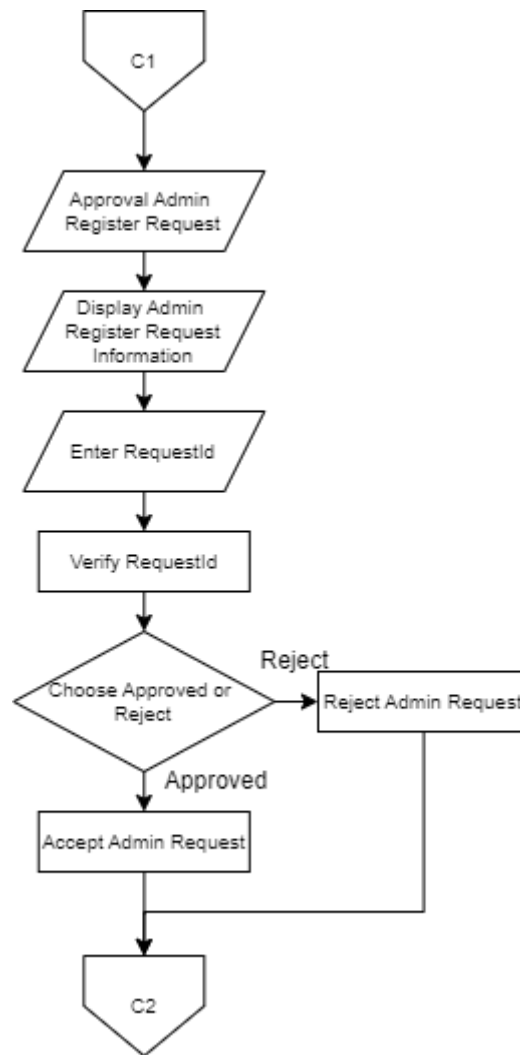 C1
Approval Admin
Register Request
Display Admin
Register Request
Information
Enter RequestId
Verify RequestId
Choose Approved or
Reject
Reject
Reject Admin Request
Approved
Accept Admin Request
C2